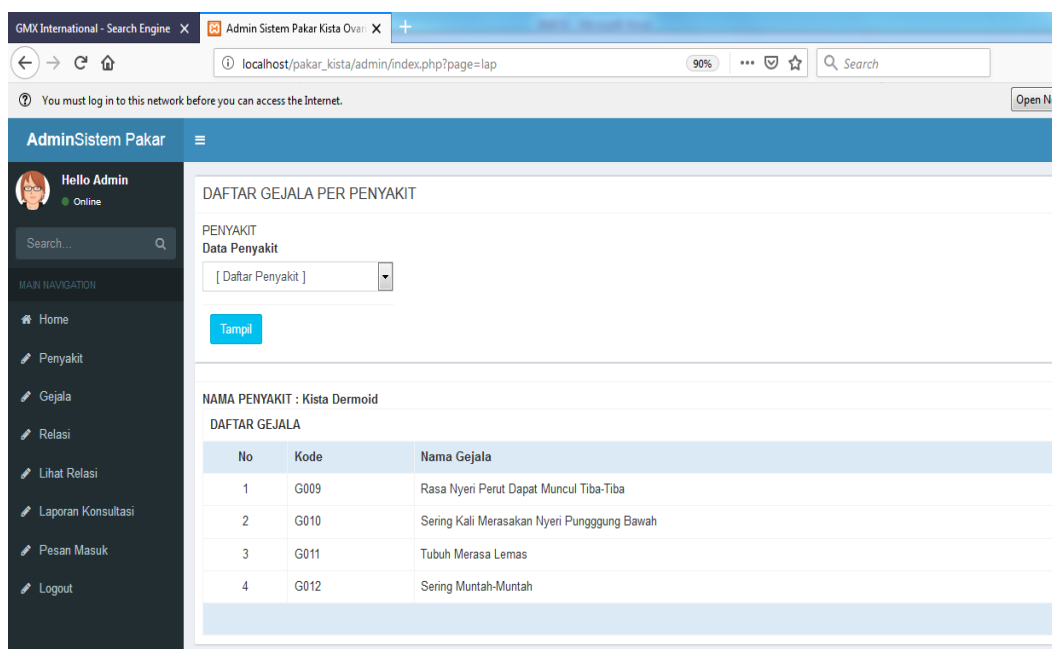 GMX International - Search Engine
Admin Sistem Pakar Kista Ovari
localhost/pakar_kista/admin/index.php?page=lap
90%
Search
You must log in to this network before you can access the Internet.
Open N
AdminSistem Pakar
Hello Admin
Online
Search...
MAIN NAVIGATION
Home
Penyakit
Gejala
Relasi
Lihat Relasi
Laporan Konsultasi
Pesan Masuk
Logout
DAFTAR GEJALA PER PENYAKIT
PENYAKIT
Data Penyakit
[ Daftar Penyakit ]
Tampil
NAMA PENYAKIT : Kista Dermoid
DAFTAR GEJALA
No Kode Nama Gejala
1 G009 Rasa Nyeri Perut Dapat Muncul Tiba-Tiba
2 G010 Sering Kali Merasakan Nyeri Pungggung Bawah
3 G011 Tubuh Merasa Lemas
4 G012 Sering Muntah-Muntah